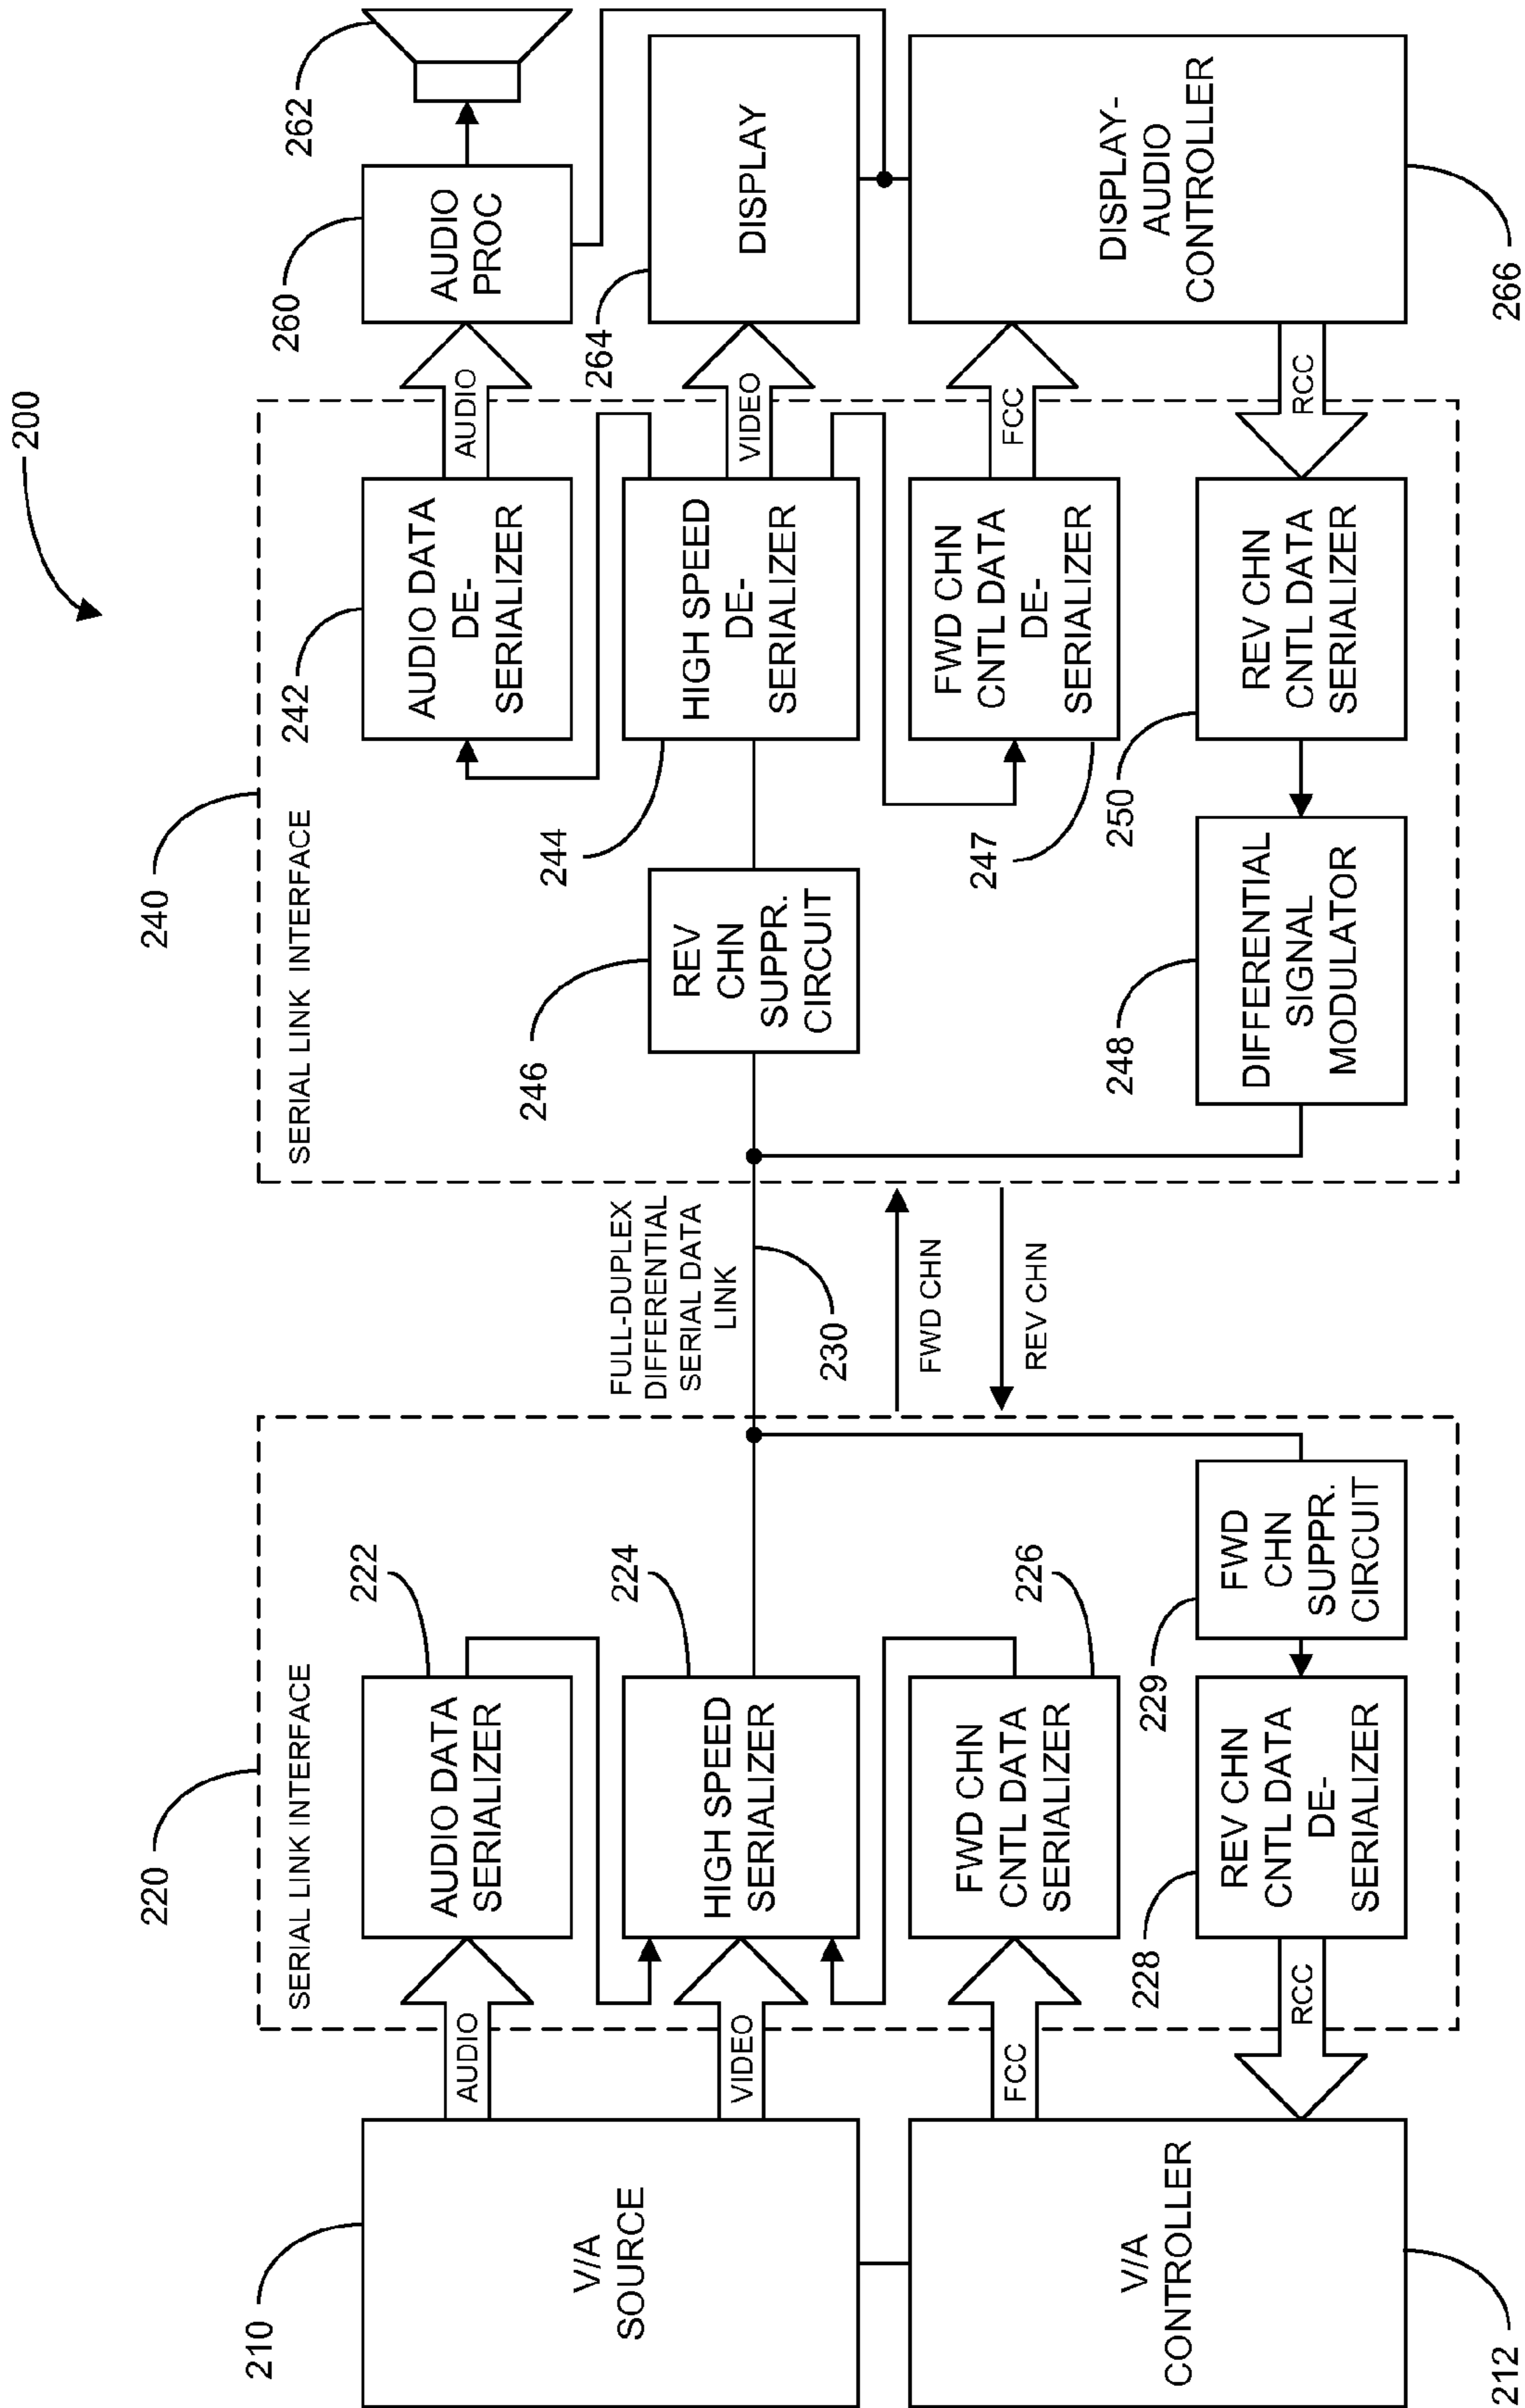 200
220
240
SERIAL LINK INTERFACE
SERIAL LINK INTERFACE
210
V/A
SOURCE
212
V/A
CONTROLLER
AUDIO
VIDEO
FCC
RCC
222
AUDIO DATA
SERIALIZER
224
HIGH SPEED
SERIALIZER
226
FWD CHN
CNTL DATA
SERIALIZER
228
REV CHN
CNTL DATA
DE-
SERIALIZER
229
FWD
CHN
SUPPR.
CIRCUIT
FULL-DUPLEX
DIFFERENTIAL
SERIAL DATA
LINK
230
FWD CHN
REV CHN
246
REV
CHN
SUPPR.
CIRCUIT
248
DIFFERENTIAL
SIGNAL
MODULATOR
242
AUDIO DATA
DE-
SERIALIZER
244
HIGH SPEED
DE-
SERIALIZER
247
FWD CHN
CNTL DATA
DE-
SERIALIZER
250
REV CHN
CNTL DATA
SERIALIZER
AUDIO
VIDEO
FCC
RCC
260
AUDIO
PROC
262
264
DISPLAY
DISPLAY-
AUDIO
CONTROLLER
266